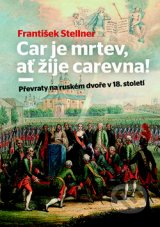 František Stellner
Car je mrtev,
ať žije carevna!
Převraty na ruském dvoře v 18. století